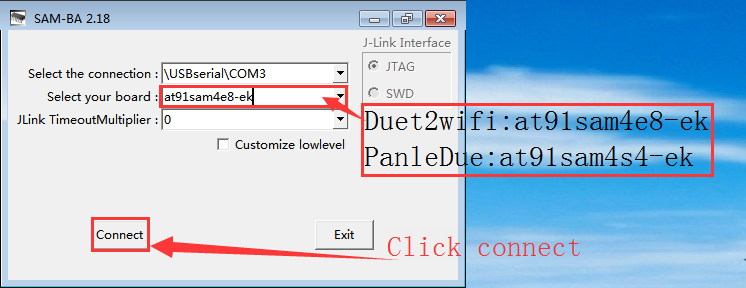 SAM-BA 2.18
J-Link Interface
Select the connection : \USBserial\COM3
JTAG
Select your board : at91sam4e8-ek
SWD
JLink TimeoutMultiplier : 0
Customize lowlevel
Duet2wifi:at91sam4e8-ek
PanleDue:at91sam4s4-ek
Connect
Exit
Click connect